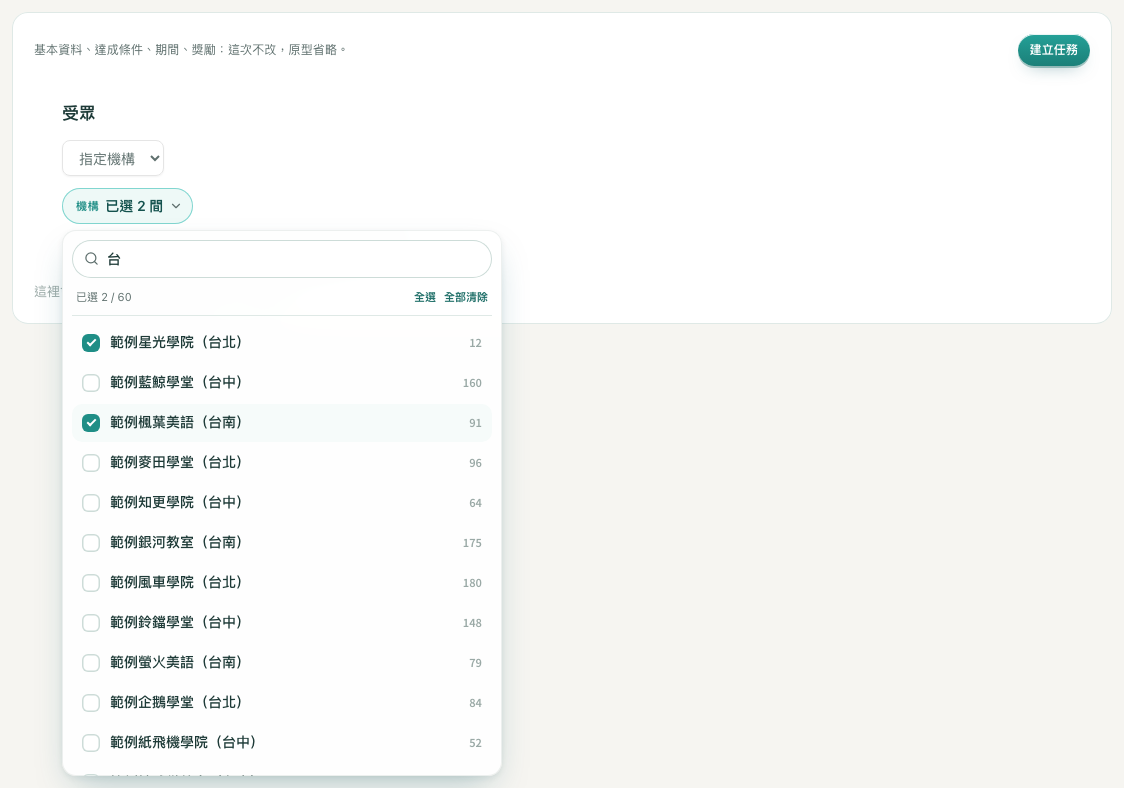 基本資料、達成條件、期間、獎勵：這次不改，原型省略。
建立任務
受眾
指定機構
機構 已選 2 間
台
已選 2 / 60
全選 全部清除
這裡
範例星光學院（台北） 12
範例藍鯨學堂（台中） 160
範例楓葉美語（台南） 91
範例麥田學堂（台北） 96
範例知更學院（台中） 64
範例銀河教室（台南） 175
範例風車學院（台北） 180
範例鈴鐺學堂（台中） 148
範例螢火美語（台南） 79
範例企鵝學堂（台北） 84
範例紙飛機學院（台中） 52